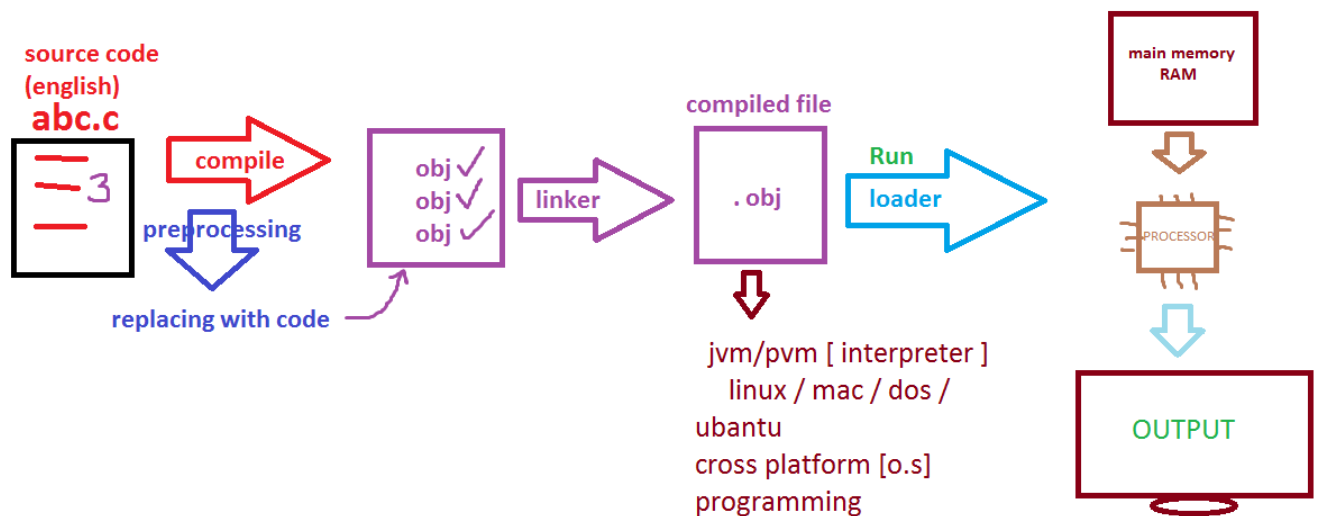 source code
(english)
abc.c
3
compile
preprocessing
replacing with code
obj
obj
obj
linker
compiled file
. obj
jvm/pvm [ interpreter ]
linux / mac / dos /
ubantu
cross platform [o.s]
programming
Run
loader
main memory
RAM
PROCESSOR
OUTPUT